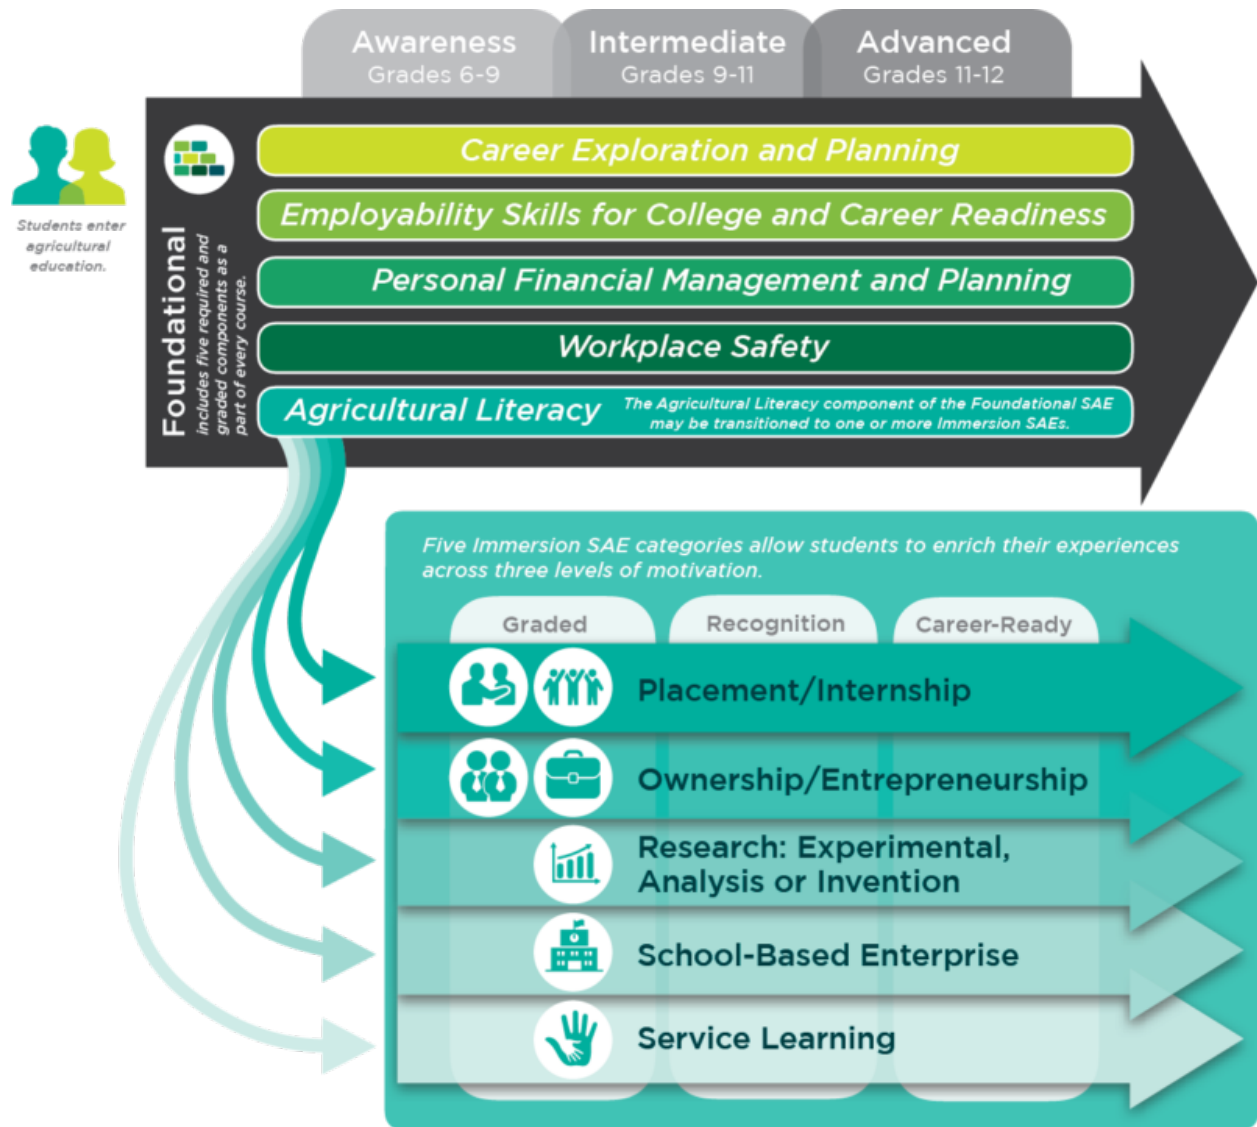 Awareness
Grades 6-9
Intermediate
Grades 9-11
Advanced
Grades 11-12
Students enter
agricultural
education.
Foundational
includes five required and
graded components as a
part of every course.
Career Exploration and Planning
Employability Skills for College and Career Readiness
Personal Financial Management and Planning
Workplace Safety
Agricultural Literacy
The Agricultural Literacy component of the Foundational SAE
may be transitioned to one or more Immersion SAEs.
Five Immersion SAE categories allow students to enrich their experiences
across three levels of motivation.
Graded
Recognition
Career-Ready
Placement/Internship
Ownership/Entrepreneurship
Research: Experimental,
Analysis or Invention
School-Based Enterprise
Service Learning